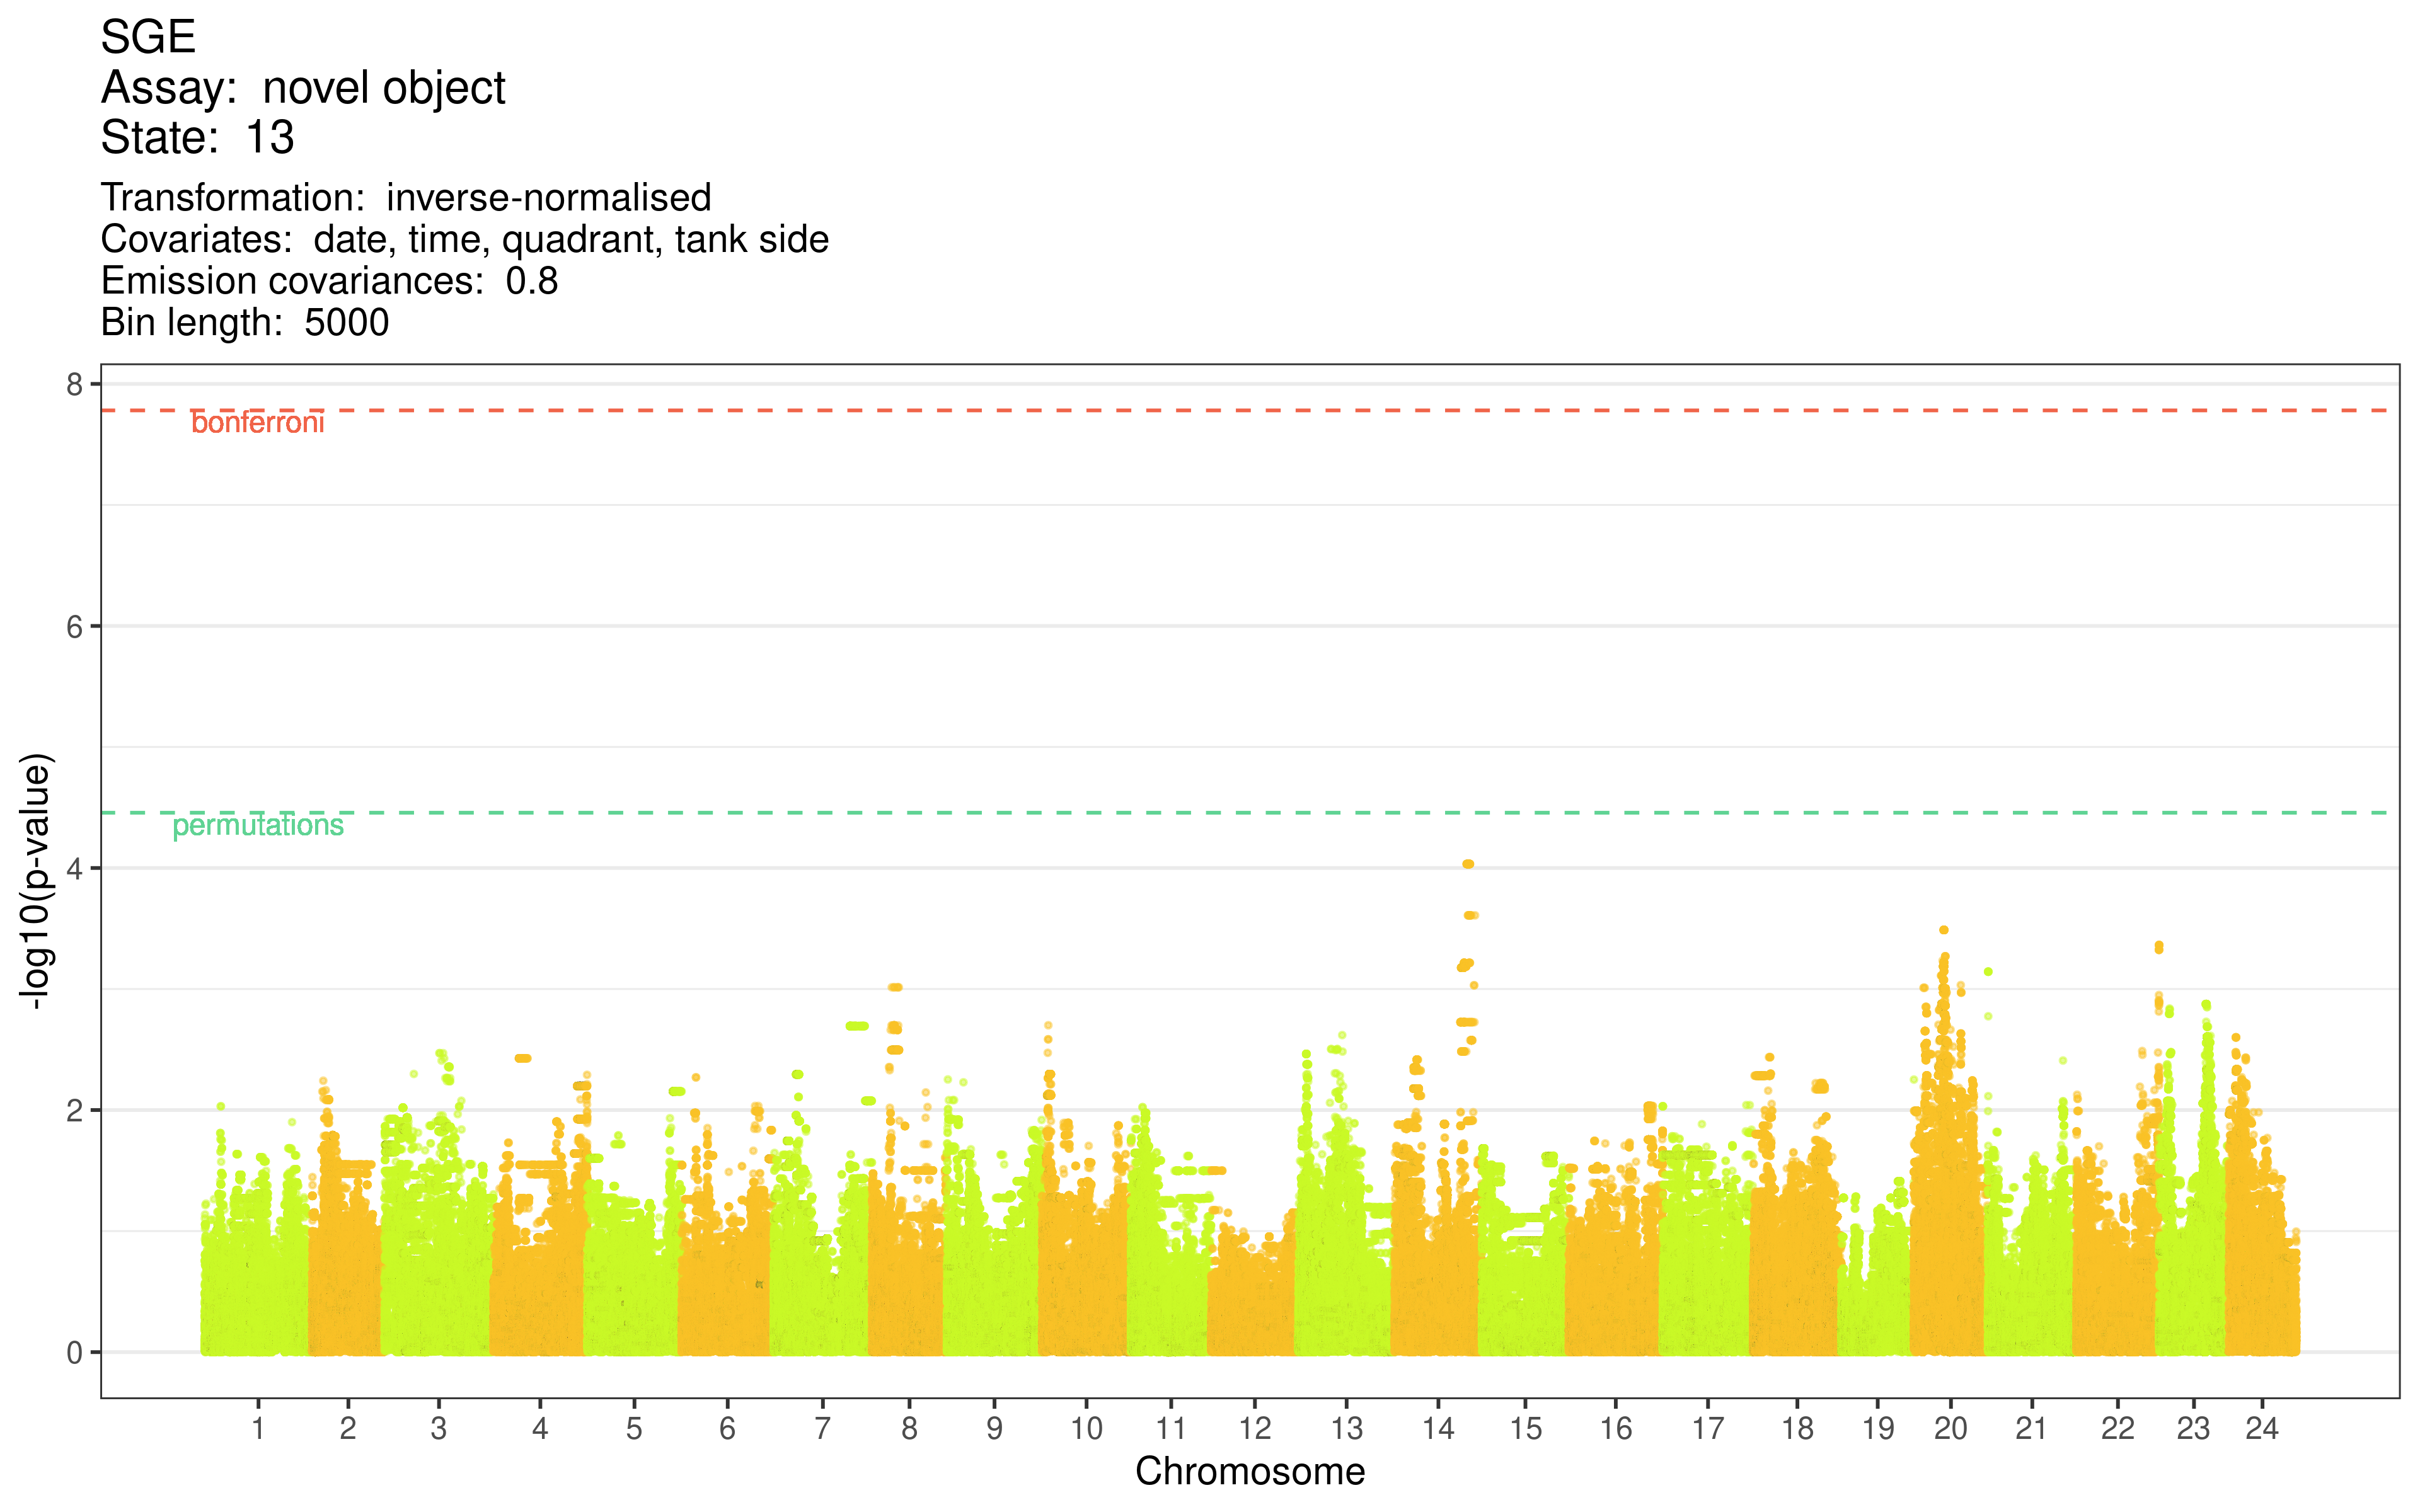 SGE
Assay:  novel object
State:  13
Transformation:  inverse-normalised
Covariates:  date, time, quadrant, tank side
Emission covariances:  0.8
Bin length:  5000
8
bonferroni
6
permutations
4
2
0
-log10(p-value)
1 2 3 4 5 6 7 8 9 10 11 12 13 14 15 16 17 18 19 20 21 22 23 24
Chromosome